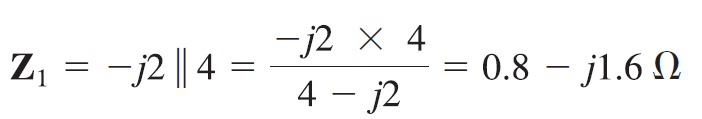 Z₁ = −j2 ∥ 4 = (−j2 × 4) / (4 − j2) = 0.8 − j1.6 Ω